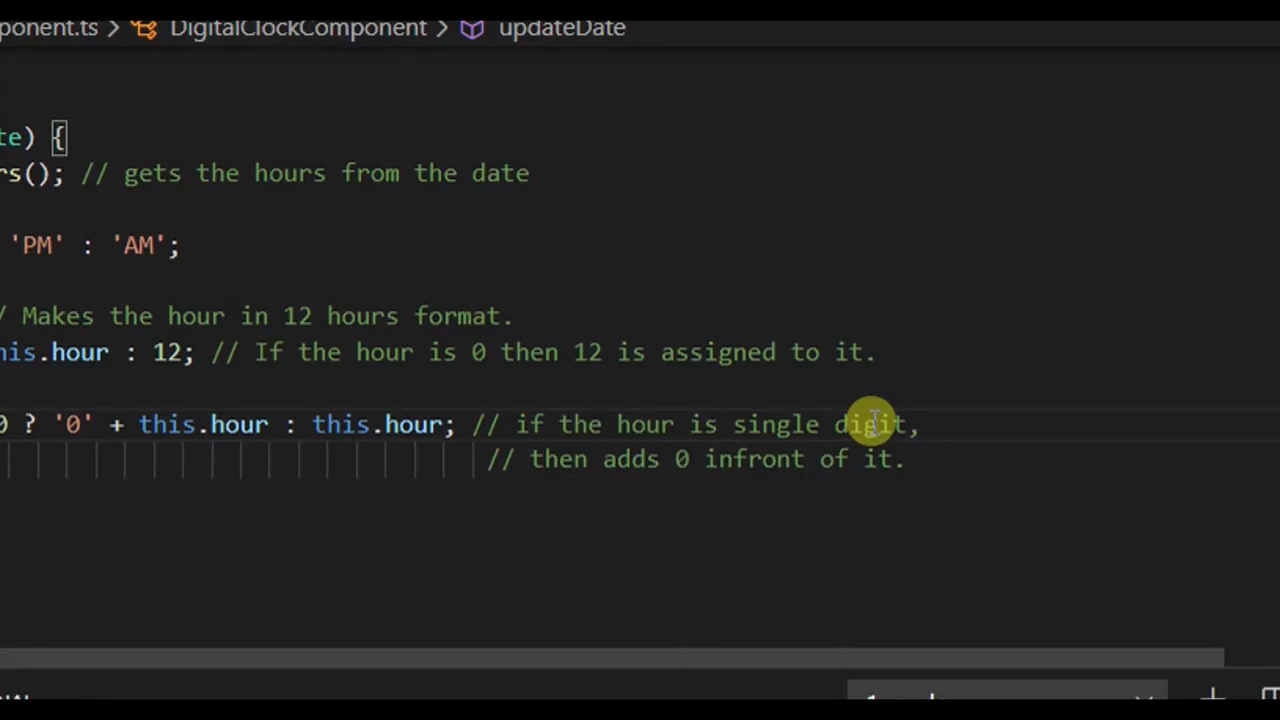 ponent.ts > DigitalClockComponent > updateDate
te) {
rs(); // gets the hours from the date
'PM' : 'AM';
/ Makes the hour in 12 hours format.
his.hour : 12; // If the hour is 0 then 12 is assigned to it.
0 ? '0' + this.hour : this.hour; // if the hour is single digit,
// then adds 0 infront of it.